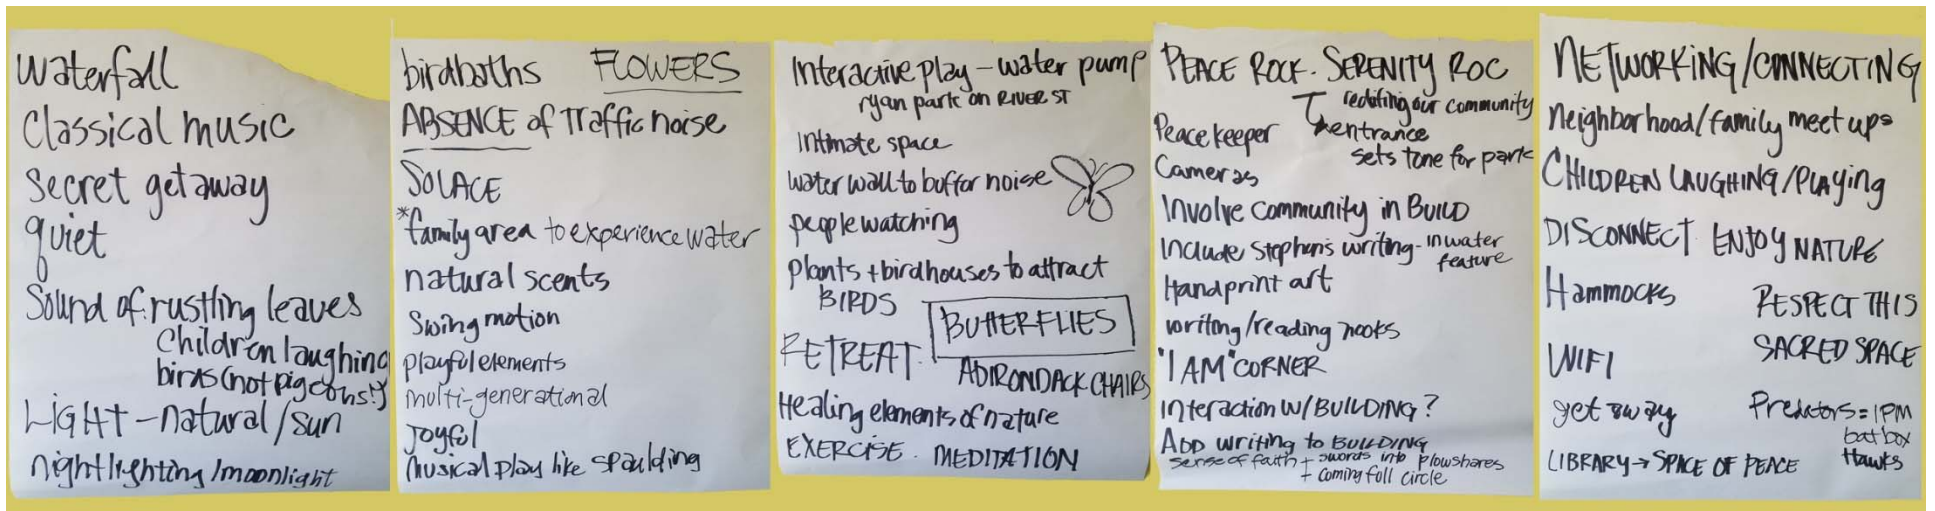 waterfall
Classical music
Secret getaway
quiet
Sound of: rustling leaves
Children laughing
birds (not pigeons!)
LIGHT - natural / sun
night lighting / moonlight
birdbaths FLOWERS
ABSENCE of Traffic noise
SOLACE
*family area to experience water
natural scents
Swing motion
playful elements
multi-generational
Joyful
Musical play like spaulding
Interactive play - water pump
ryan park on RIVER ST
Intimate space
water wall to buffor noise
people watching
plants + birdhouses to attract
BIRDS
BUTTERFLIES
RETREAT.
ADIRONDACK CHAIRS
Healing elements of nature
EXERCISE. MEDITATION
PEACE ROCK. SERENITY ROC
our community
Peace keeper entrance
sets tone for park
Cameras
Involve Community in BUILD
Include Stephen's writing - in water
feature
Handprint art
writing/reading nooks
"I AM" CORNER
Interaction W/ BUILDING?
ADD writing to BUILDING
sense of faith + swords into plowshares
+ coming full circle
NETWORKING/CONNECTING
Neighborhood/family meet ups
CHILDREN LAUGHING/PLAYing
DISCONNECT. ENJOY NATURE
Hammocks
RESPECT THIS
SACRED SPACE
WIFI
get away
Predators = IPM
bat box
Hawks
LIBRARY → SPACE OF PEACE